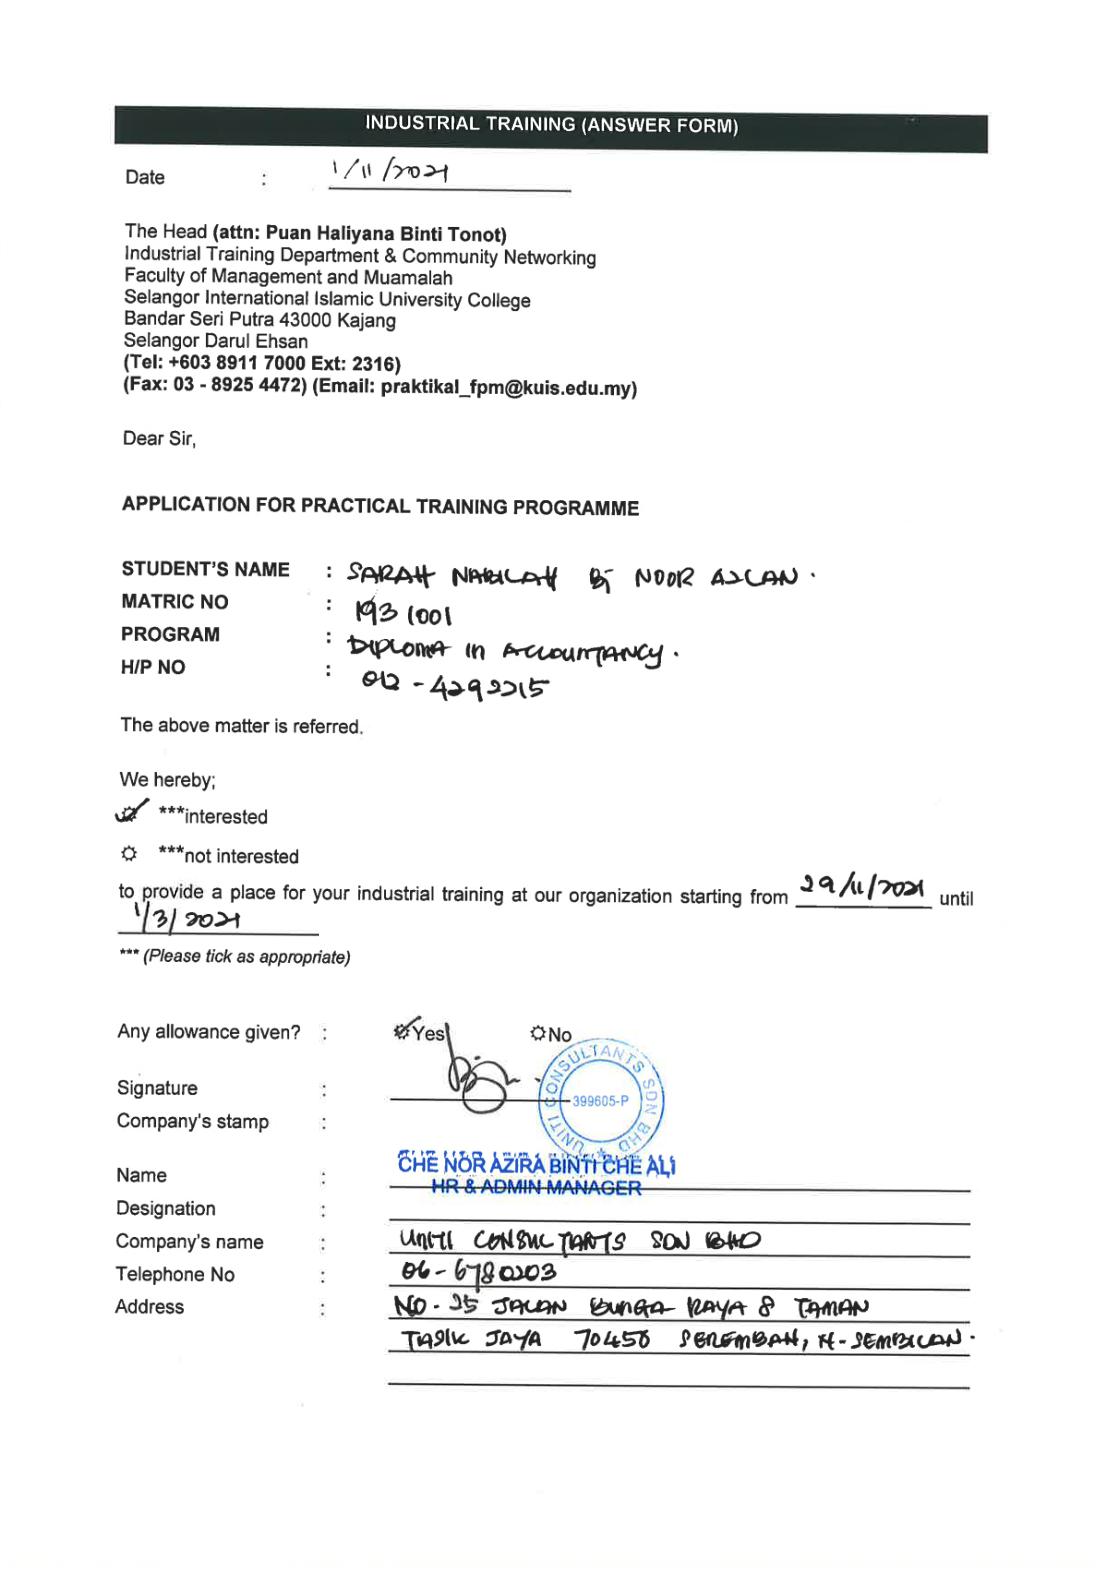 INDUSTRIAL TRAINING (ANSWER FORM)
Date : 1/11/2021
The Head (attn: Puan Haliyana Binti Tonot)
Industrial Training Department & Community Networking
Faculty of Management and Muamalah
Selangor International Islamic University College
Bandar Seri Putra 43000 Kajang
Selangor Darul Ehsan
(Tel: +603 8911 7000 Ext: 2316)
(Fax: 03 - 8925 4472) (Email: praktikal_fpm@kuis.edu.my)
Dear Sir,
APPLICATION FOR PRACTICAL TRAINING PROGRAMME
STUDENT'S NAME : SARAH NABILAH BT NOOR AZLAN.
MATRIC NO : 1931001
PROGRAM : DIPLOMA in ACCOUNTANCY.
H/P NO : 012-4292215
The above matter is referred.
We hereby;
***interested
***not interested
to provide a place for your industrial training at our organization starting from 29/11/2021 until
1/3/2021
*** (Please tick as appropriate)
Any allowance given? : Yes No
Signature :
Company's stamp :
UNITI CONSULTANTS SDN BHD
399605-P
Name : CHE NOR AZIRA BINTI CHE ALI
HR & ADMIN MANAGER
Designation :
Company's name : UNITI CONSULTANTS SDN BHD
Telephone No : 06-6780203
Address : NO. 25 JALAN BUNGA RAYA 8 TAMAN
TASIK JAYA 70450 SEREMBAN, N. SEMBILAN.